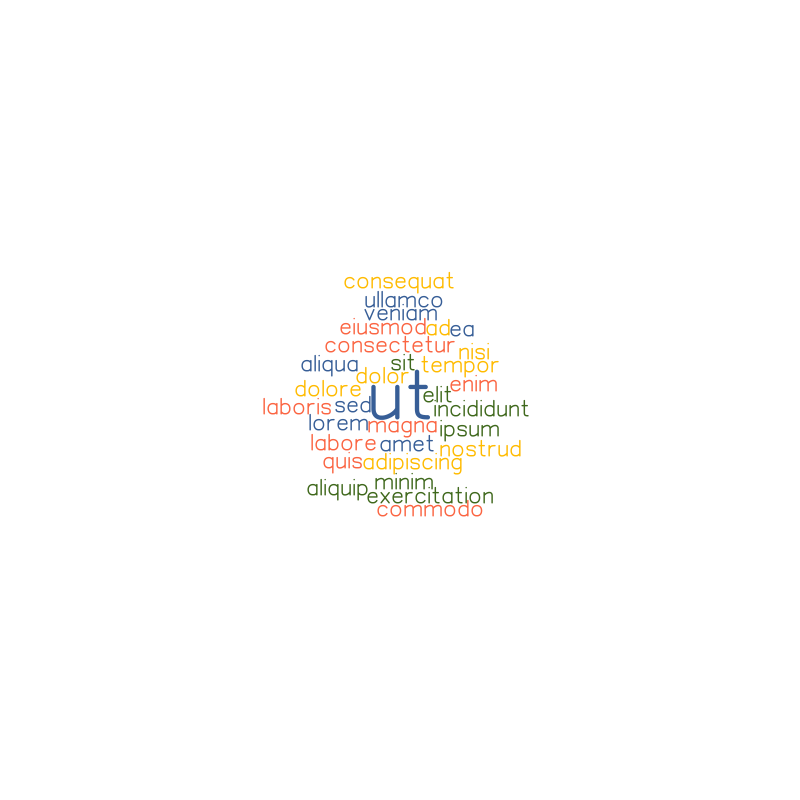 consequat
ullamco
veniam
eiusmod ad ea
consectetur
nisi
aliqua sit tempor
dolor
dolore enim
ut
elit
laboris sed incididunt
lorem magna ipsum
labore amet nostrud
quis adipiscing
aliquip minim
exercitation
commodo